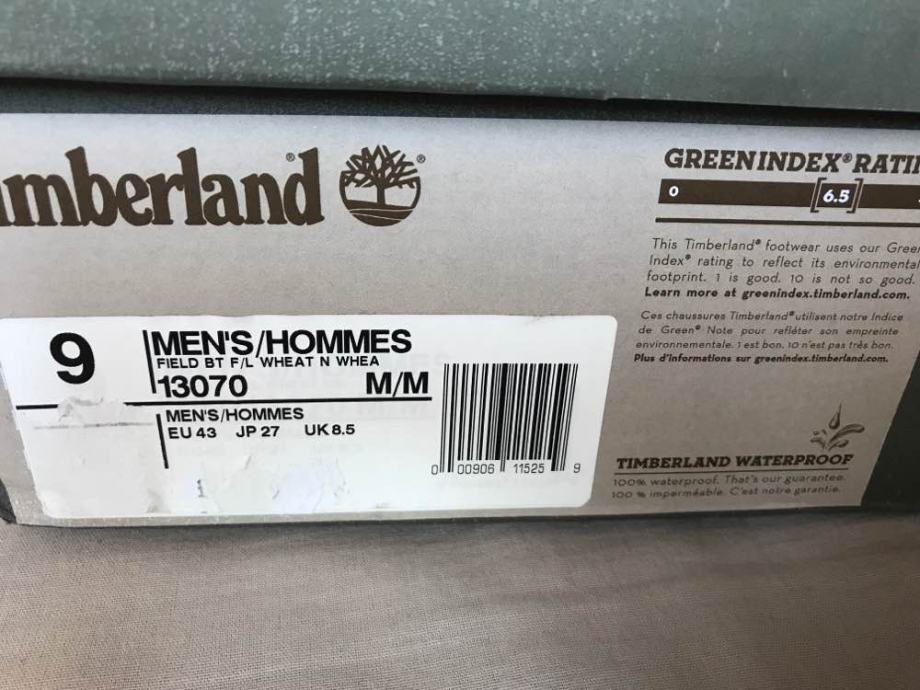 imberland®
®
9
MEN'S/HOMMES
FIELD BT F/L WHEAT N WHEA
13070 M/M
MEN'S/HOMMES
EU 43 JP 27 UK 8.5
0 00906 11525 9
GREEN INDEX® RATI
0 6.5
This Timberland® footwear uses our Green
Index® rating to reflect its environmental
footprint. 1 is good. 10 is not so good.
Learn more at greenindex.timberland.com.
Ces chaussures Timberland® utilisent notre Indice
de Green® Note pour refléter son empreinte
environnementale. 1 est bon. 10 n'est pas très bon.
Plus d'informations sur greenindex.timberland.com.
TIMBERLAND WATERPROOF
100% waterproof. That's our guarantee.
100 % imperméable. C'est notre garantie.